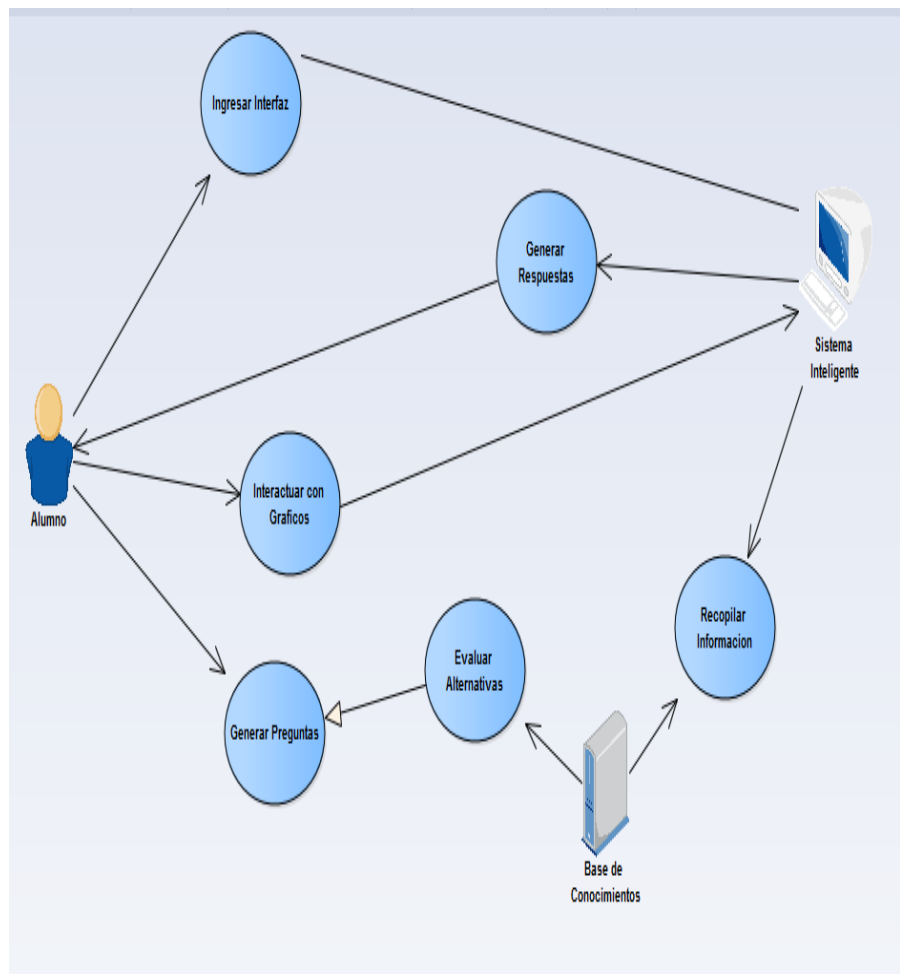 Ingresar Interfaz
Generar
Respuestas
Sistema
Inteligente
Alumno
Interactuar con
Graficos
Recopilar
Informacion
Evaluar
Alternativas
Generar Preguntas
Base de
Conocimientos